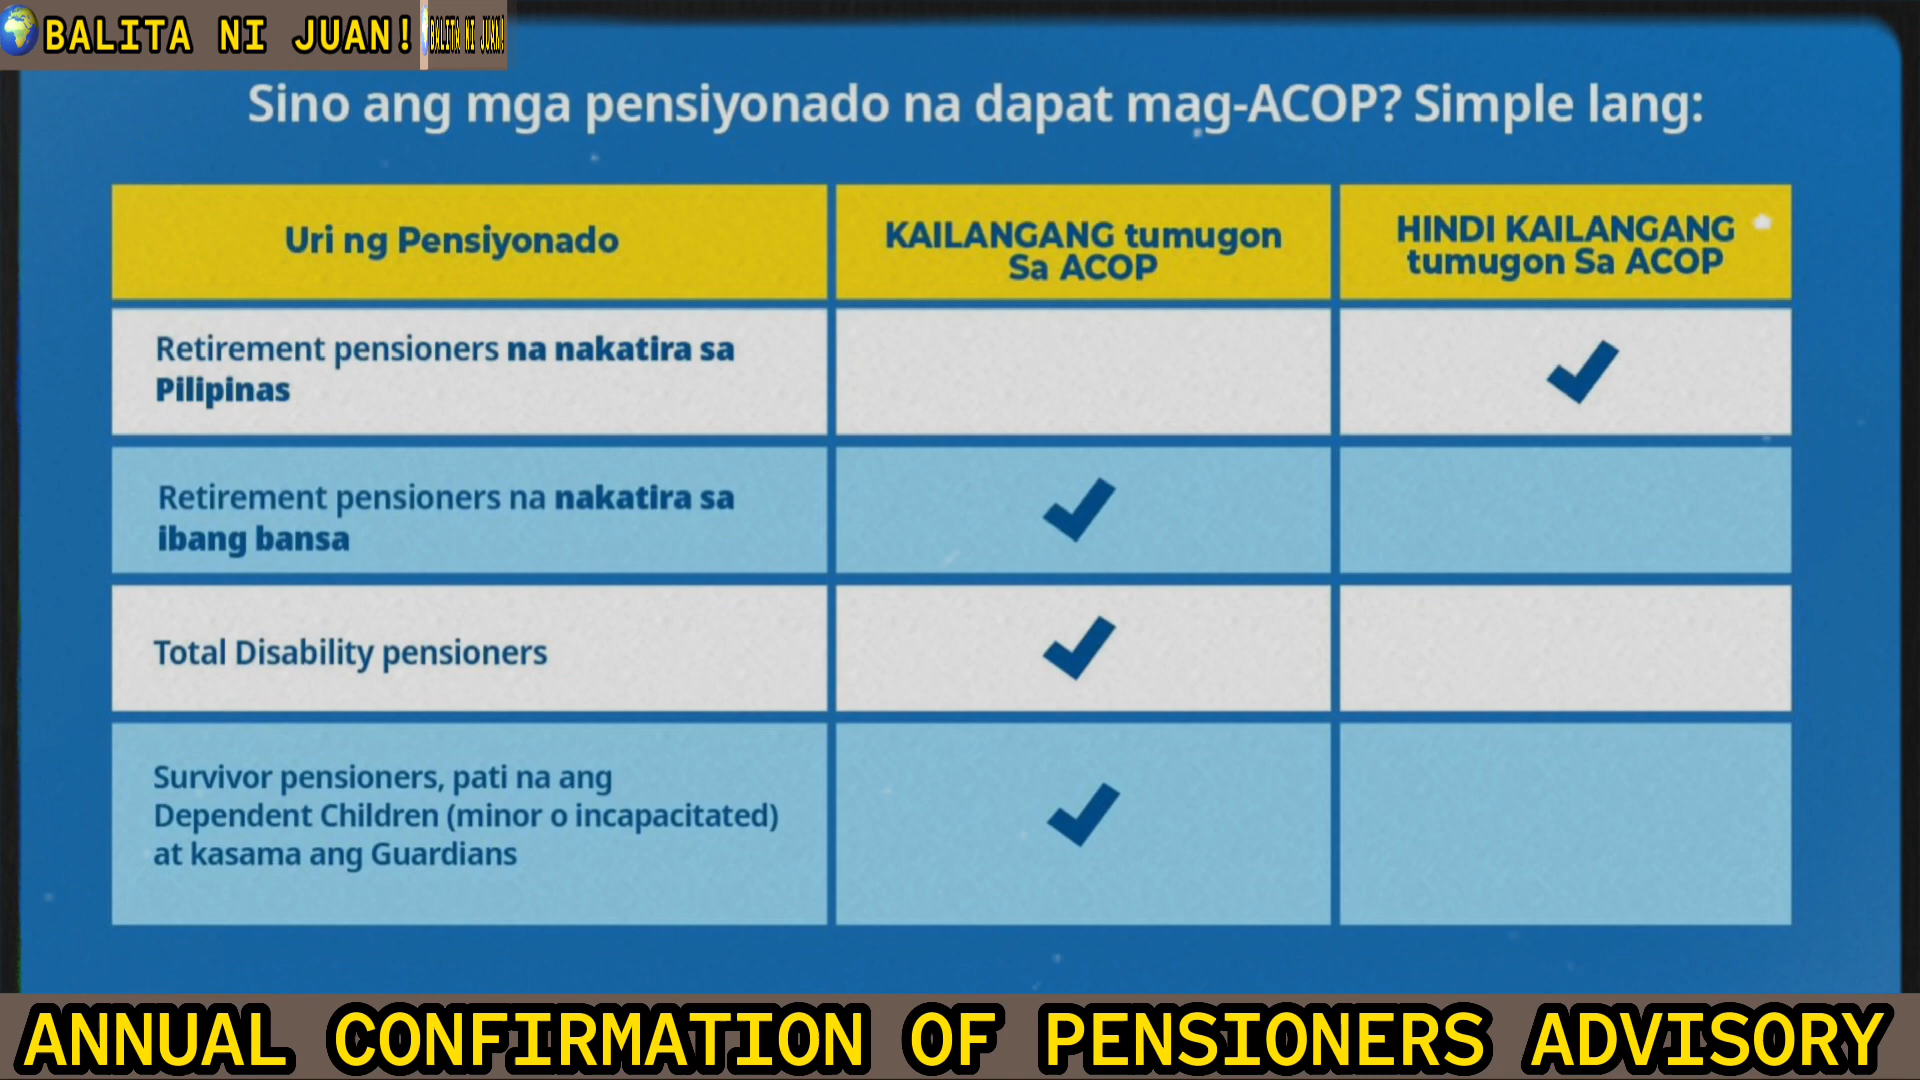 BALITA NI JUAN!
BALITA NI JUAN!
Sino ang mga pensiyonado na dapat mag-ACOP? Simple lang:
Uri ng Pensiyonado
KAILANGANG tumugon
Sa ACOP
HINDI KAILANGANG
tumugon Sa ACOP
Retirement pensioners na nakatira sa
Pilipinas
Retirement pensioners na nakatira sa
ibang bansa
Total Disability pensioners
Survivor pensioners, pati na ang
Dependent Children (minor o incapacitated)
at kasama ang Guardians
ANNUAL CONFIRMATION OF PENSIONERS ADVISORY